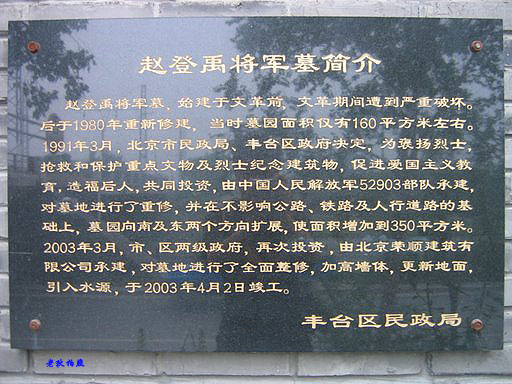 赵登禹将军墓简介
赵登禹将军墓，始建于文革前，文革期间遭到严重破坏。
后于1980年重新修建，当时墓园面积仅有160平方米左右。
1991年3月，北京市民政局、丰台区政府决定，为褒扬烈士，
抢救和保护重点文物及烈士纪念建筑物，促进爱国主义教
育，造福后人，共同投资，由中国人民解放军52903部队承建，
对墓地进行了重修，并在不影响公路、铁路及人行道路的基
础上，墓园向南及东两个方向扩展，使面积增加到350平方米。
2003年3月，市、区两级政府，再次投资，由北京荣顺建筑有
限公司承建，对墓地进行了全面整修，加高墙体，更新地面，
引入水源，于2003年4月2日竣工。
丰台区民政局
老狄拍照